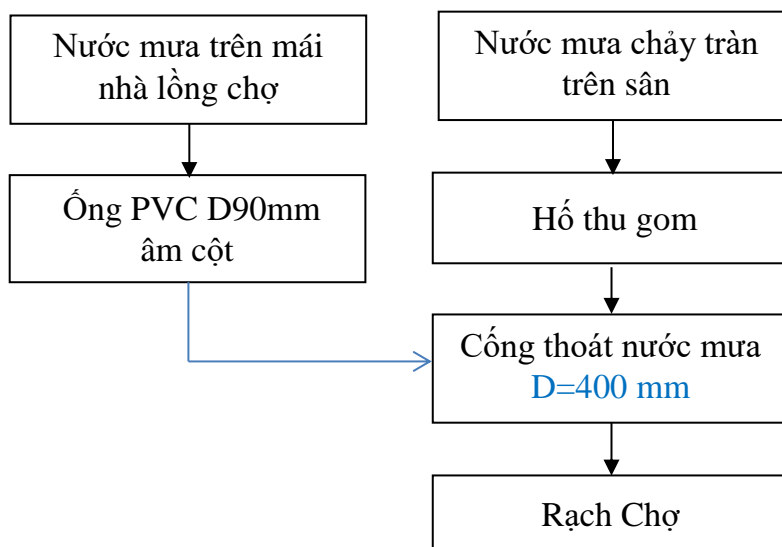 Nước mưa trên mái
nhà lồng chợ
Nước mưa chảy tràn
trên sân
Ống PVC D90mm
âm cột
Hố thu gom
Cống thoát nước mưa
D=400 mm
Rạch Chợ